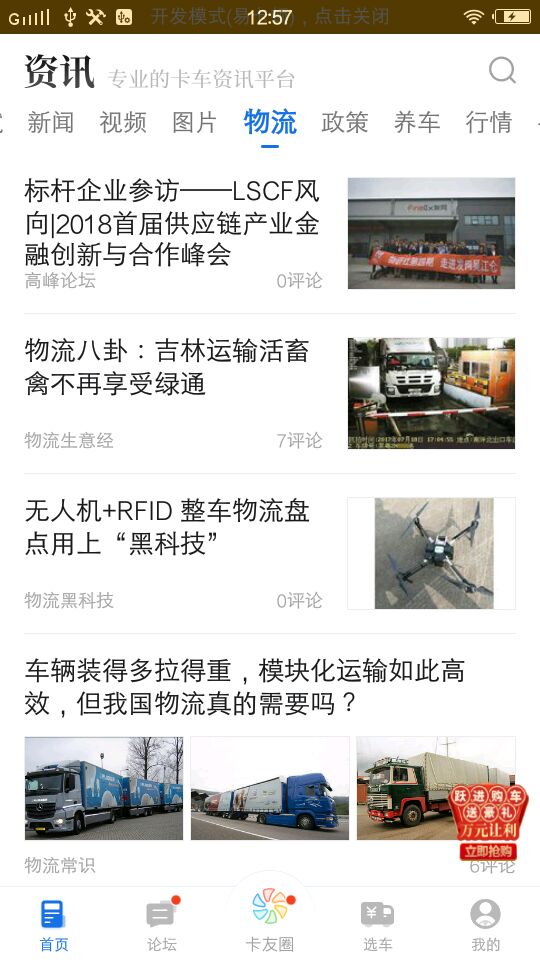 12:57
资讯 专业的卡车资讯平台
新闻 视频 图片 物流 政策 养车 行情
标杆企业参访——LSCF风
向|2018首届供应链产业金
融创新与合作峰会
高峰论坛 0评论
走进发网吴江仓
物流八卦：吉林运输活畜
禽不再享受绿通
物流生意经 7评论
无人机+RFID 整车物流盘
点用上“黑科技”
物流黑科技 0评论
车辆装得多拉得重，模块化运输如此高
效，但我国物流真的需要吗？
跃进购车
送豪礼
万元让利
立即抢购
物流常识 6评论
首页 论坛 卡友圈 选车 我的